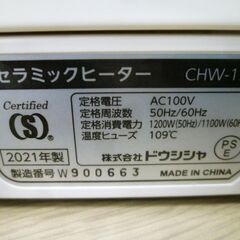 セラミックヒーター CHW-1
Certified
S
定格電圧 AC100V
定格周波数 50Hz/60Hz
定格消費電力 1200W(50Hz)/1100W(60H
温度ヒューズ 109℃
2021年製
株式会社 ドウシシャ
PSE
製造番号 W900663 MADE IN CHINA